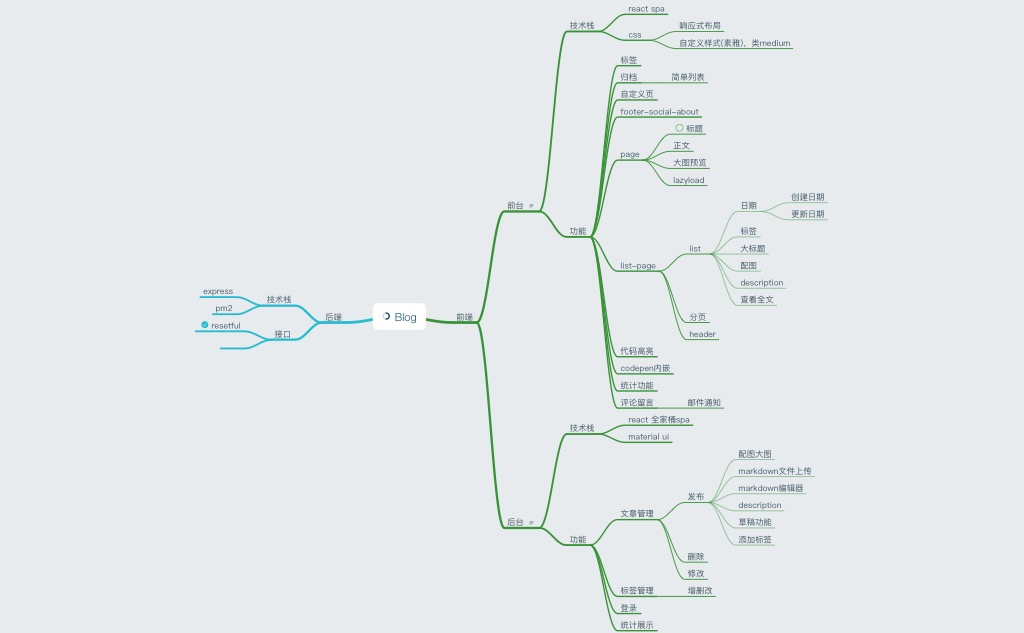 Blog
后端
技术栈
express
pm2
接口
resetful
前端
前台
技术栈
react spa
css
响应式布局
自定义样式(素雅)，类medium
功能
标签
归档
简单列表
自定义页
footer-social-about
page
标题
正文
大图预览
lazyload
list-page
list
日期
创建日期
更新日期
标签
大标题
配图
description
查看全文
分页
header
代码高亮
codepen内嵌
统计功能
评论留言
邮件通知
后台
技术栈
react 全家桶spa
material ui
功能
文章管理
发布
配图大图
markdown文件上传
markdown编辑器
description
草稿功能
添加标签
删除
修改
标签管理
增删改
登录
统计展示